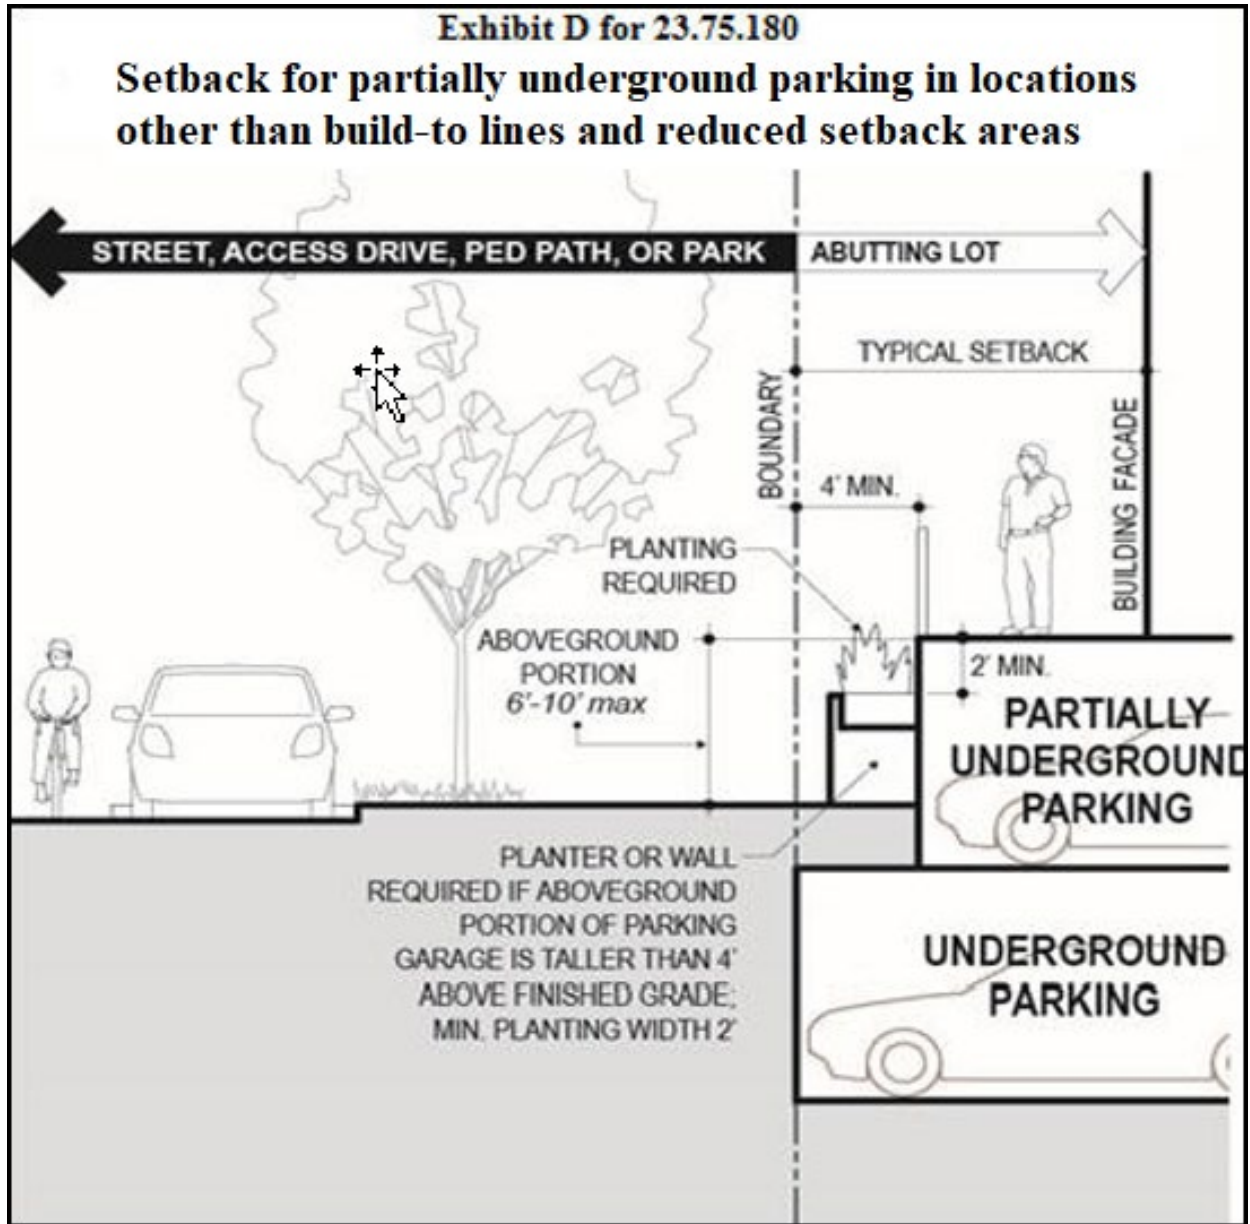 Exhibit D for 23.75.180
Setback for partially underground parking in locations
other than build-to lines and reduced setback areas
STREET, ACCESS DRIVE, PED PATH, OR PARK
ABUTTING LOT
TYPICAL SETBACK
BOUNDARY
BUILDING FACADE
4' MIN.
PLANTING
REQUIRED
ABOVEGROUND
PORTION
6'-10' max
2' MIN.
PARTIALLY
UNDERGROUND
PARKING
PLANTER OR WALL
REQUIRED IF ABOVEGROUND
PORTION OF PARKING
GARAGE IS TALLER THAN 4'
ABOVE FINISHED GRADE;
MIN. PLANTING WIDTH 2'
UNDERGROUND
PARKING